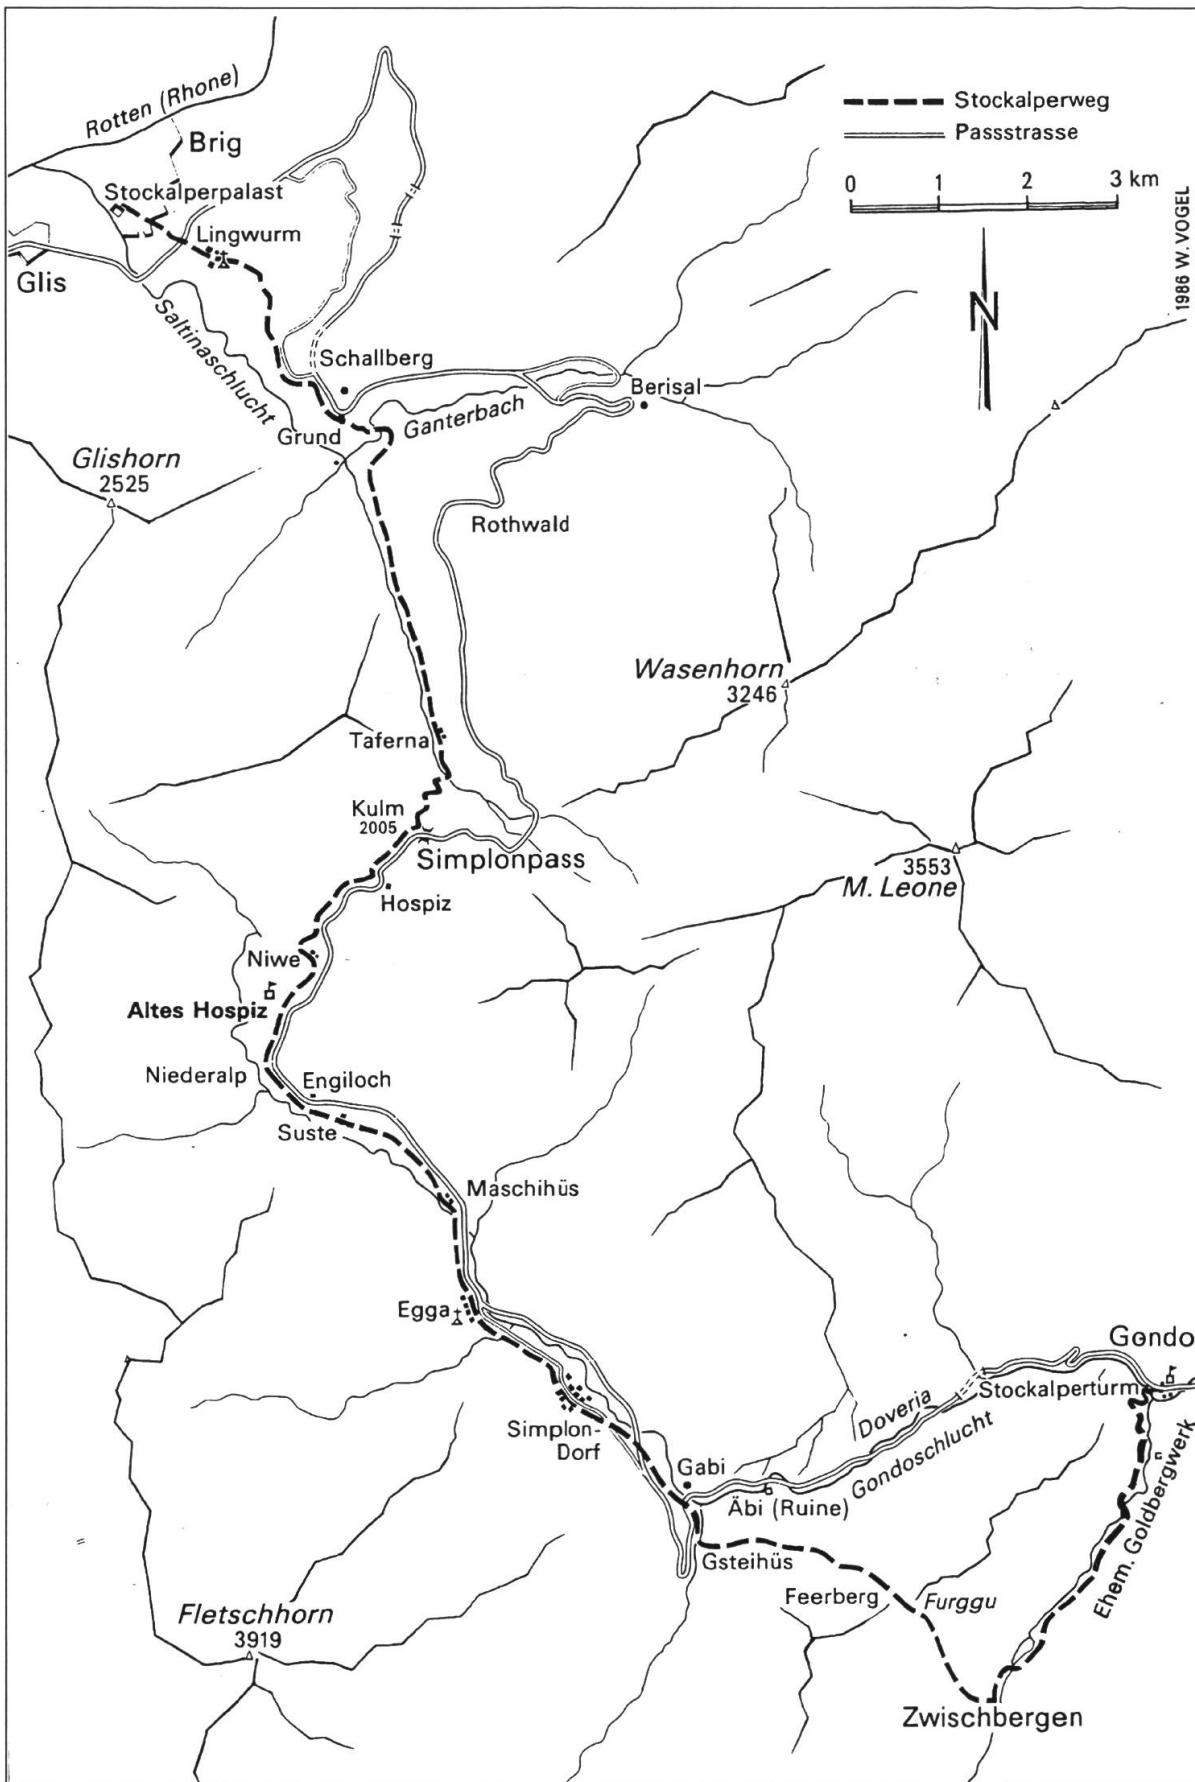 Rotten (Rhone)
Brig
Stockalperpalast
Lingwurm
Glis
Saltinaschlucht
Stockalperweg
Passstrasse
0 1 2 3 km
N
1986 W. VOGEL
Schallberg
Berisal
Ganterbach
Grund
Glishorn
2525
Rothwald
Wasenhorn
3246
Taferna
Kulm
2005
Simplonpass
3553
M. Leone
Hospiz
Niwe
Altes Hospiz
Niederalp
Engiloch
Suste
Maschihüs
Egga
Simplon-
Dorf
Gondo
Stockalperturm
Doveria
Gondoschlucht
Gabi
Äbi (Ruine)
Gsteihüs
Feerberg
Furggu
Ehem. Goldbergwerk
Fletschhorn
3919
Zwischbergen